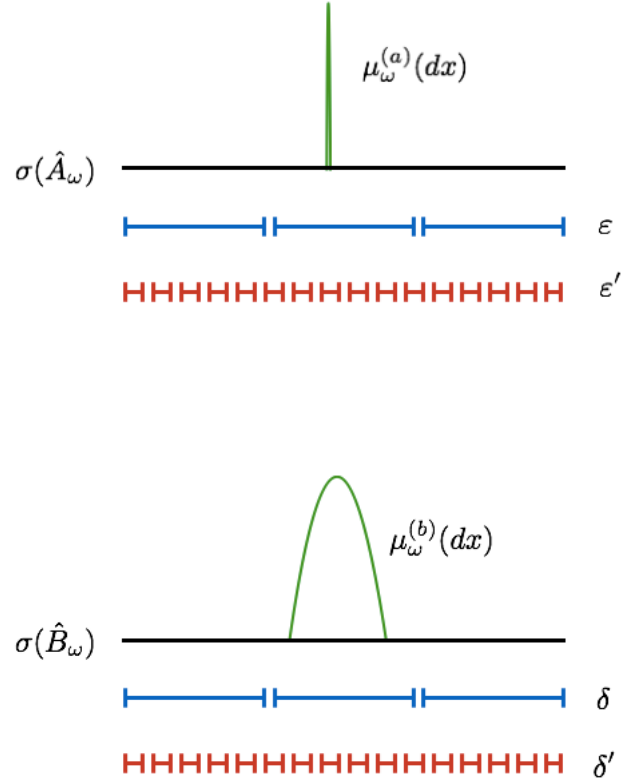 μ_ω^(a)(dx)
σ(Â_ω)
ε
ε′
μ_ω^(b)(dx)
σ(B̂_ω)
δ
δ′